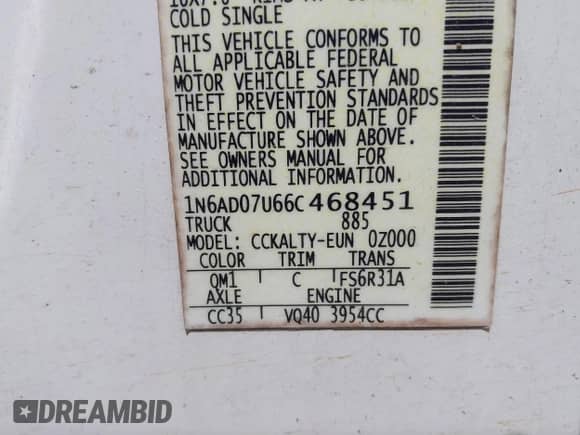 COLD SINGLE
THIS VEHICLE CONFORMS TO
ALL APPLICABLE FEDERAL
MOTOR VEHICLE SAFETY AND
THEFT PREVENTION STANDARDS
IN EFFECT ON THE DATE OF
MANUFACTURE SHOWN ABOVE.
SEE OWNERS MANUAL FOR
ADDITIONAL INFORMATION.
1N6AD07U66C468451
TRUCK 885
MODEL: CCKALTY-EUN 0Z000
COLOR TRIM TRANS
QM1 C FS6R31A
AXLE ENGINE
CC35 VQ40 3954CC
DREAMBID